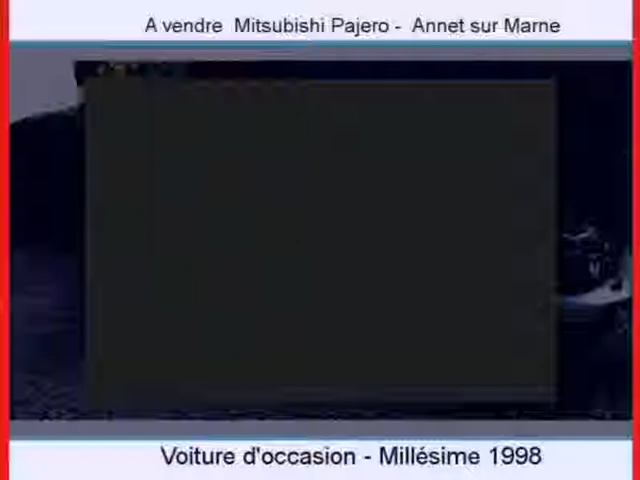 A vendre Mitsubishi Pajero - Annet sur Marne
Voiture d'occasion - Millésime 1998